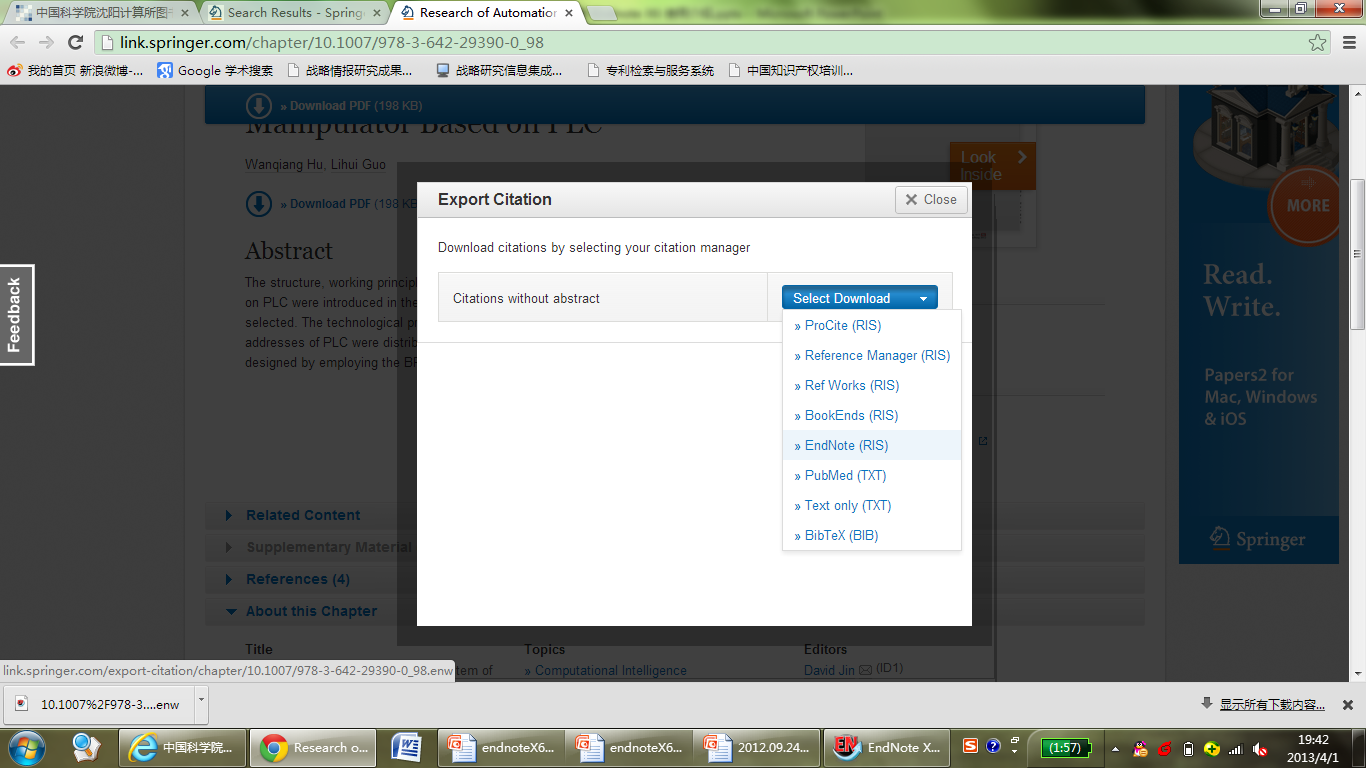 中国科学院沈阳计算所图书
Search Results - Spring
Research of Automation
link.springer.com/chapter/10.1007/978-3-642-29390-0_98
我的首页 新浪微博-...
Google 学术搜索
战略情报研究成果...
战略研究信息集成...
专利检索与服务系统
中国知识产权培训...
» Download PDF (198 KB)
Manipulator Based on PLC
Wanqiang Hu, Lihui Guo
Look Inside
» Download PDF (198 KB
Abstract
The structure, working principl
on PLC were introduced in the
selected. The technological pr
addresses of PLC were distrib
designed by employing the BF
Feedback
Export Citation
Close
Download citations by selecting your citation manager
Citations without abstract
Select Download
» ProCite (RIS)
» Reference Manager (RIS)
» Ref Works (RIS)
» BookEnds (RIS)
» EndNote (RIS)
» PubMed (TXT)
» Text only (TXT)
» BibTeX (BIB)
MORE
Read.
Write.
Papers2 for
Mac, Windows
& iOS
Springer
Related Content
Supplementary Material
References (4)
About this Chapter
Title
Topics
Editors
tem of
» Computational Intelligence
David Jin
(ID1)
link.springer.com/export-citation/chapter/10.1007/978-3-642-29390-0_98.enw
10.1007%2F978-3....enw
显示所有下载内容...
中国科学院...
Research o...
endnoteX6...
endnoteX6...
2012.09.24...
EndNote X...
(1:57)
19:42
2013/4/1